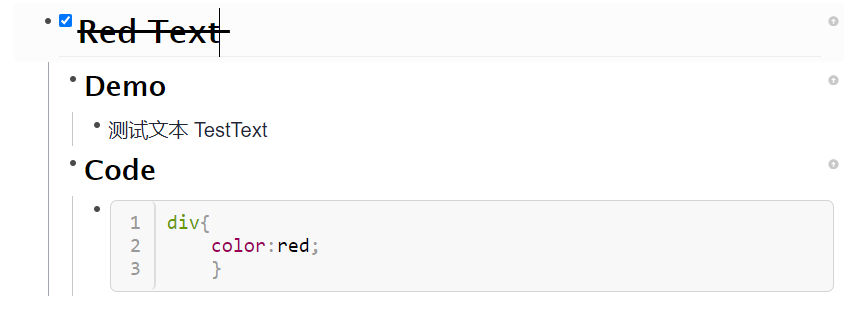 Red Text
Demo
测试文本 TestText
Code
1 div{
2     color:red;
3     }